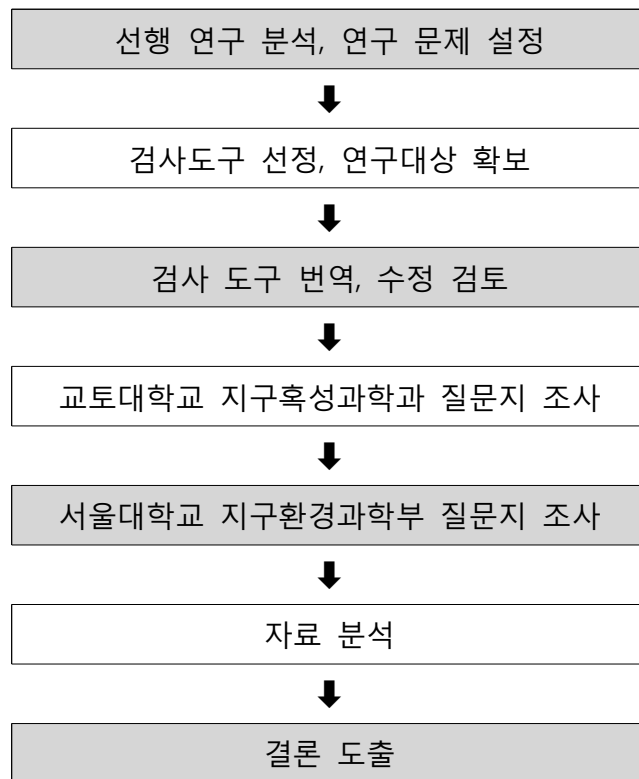 선행 연구 분석, 연구 문제 설정
검사도구 선정, 연구대상 확보
검사 도구 번역, 수정 검토
교토대학교 지구혹성과학과 질문지 조사
서울대학교 지구환경과학부 질문지 조사
자료 분석
결론 도출